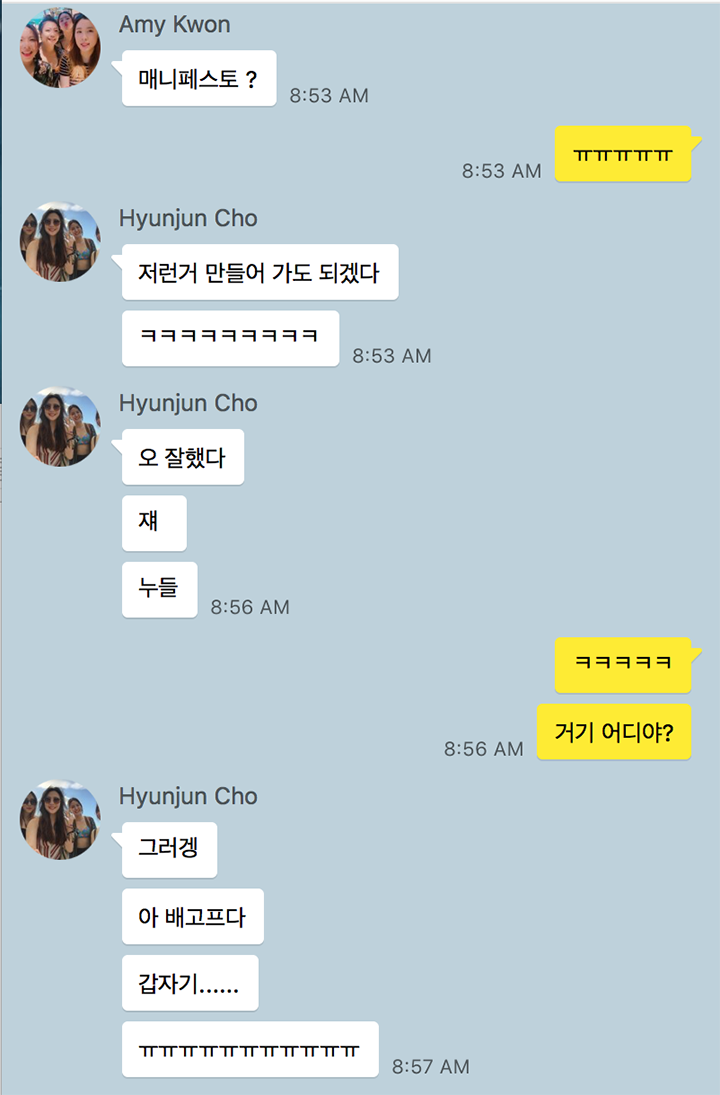 Amy Kwon
매니페스토 ?
8:53 AM
ㅠㅠㅠㅠㅠ
8:53 AM
Hyunjun Cho
저런거 만들어 가도 되겠다
ㅋㅋㅋㅋㅋㅋㅋㅋㅋ
8:53 AM
Hyunjun Cho
오 잘했다
쟤
누들
8:56 AM
ㅋㅋㅋㅋㅋ
거기 어디야?
8:56 AM
Hyunjun Cho
그러겡
아 배고프다
갑자기......
ㅠㅠㅠㅠㅠㅠㅠㅠㅠㅠㅠ
8:57 AM